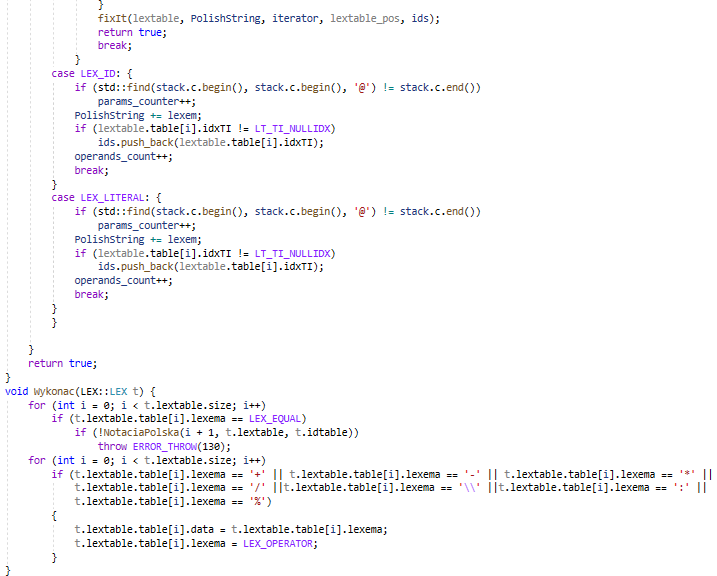 }
fixIt(lextable, PolishString, iterator, lextable_pos, ids);
return true;
break;
}
case LEX_ID: {
if (std::find(stack.c.begin(), stack.c.begin(), '@') != stack.c.end())
params_counter++;
PolishString += lexem;
if (lextable.table[i].idxTI != LT_TI_NULLIDX)
ids.push_back(lextable.table[i].idxTI);
operands_count++;
break;
}
case LEX_LITERAL: {
if (std::find(stack.c.begin(), stack.c.begin(), '@') != stack.c.end())
params_counter++;
PolishString += lexem;
if (lextable.table[i].idxTI != LT_TI_NULLIDX)
ids.push_back(lextable.table[i].idxTI);
operands_count++;
break;
}
}
}
return true;
}
void Wykonac(LEX::LEX t) {
for (int i = 0; i < t.lextable.size; i++)
if (t.lextable.table[i].lexema == LEX_EQUAL)
if (!NotaciaPolska(i + 1, t.lextable, t.idtable))
throw ERROR_THROW(130);
for (int i = 0; i < t.lextable.size; i++)
if (t.lextable.table[i].lexema == '+' || t.lextable.table[i].lexema == '-' || t.lextable.table[i].lexema == '*' ||
t.lextable.table[i].lexema == '/' ||t.lextable.table[i].lexema == '\\' ||t.lextable.table[i].lexema == ':' ||
t.lextable.table[i].lexema == '%')
{
t.lextable.table[i].data = t.lextable.table[i].lexema;
t.lextable.table[i].lexema = LEX_OPERATOR;
}
}